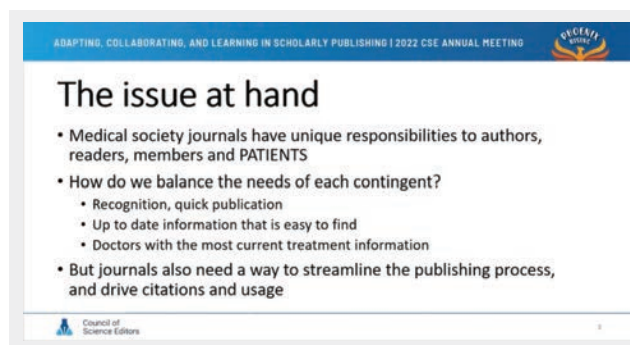 ADAPTING, COLLABORATING, AND LEARNING IN SCHOLARLY PUBLISHING | 2022 CSE ANNUAL MEETING
PHOENIX
RISING
The issue at hand
• Medical society journals have unique responsibilities to authors,
readers, members and PATIENTS
• How do we balance the needs of each contingent?
• Recognition, quick publication
• Up to date information that is easy to find
• Doctors with the most current treatment information
• But journals also need a way to streamline the publishing process,
and drive citations and usage
Council of
Science Editors